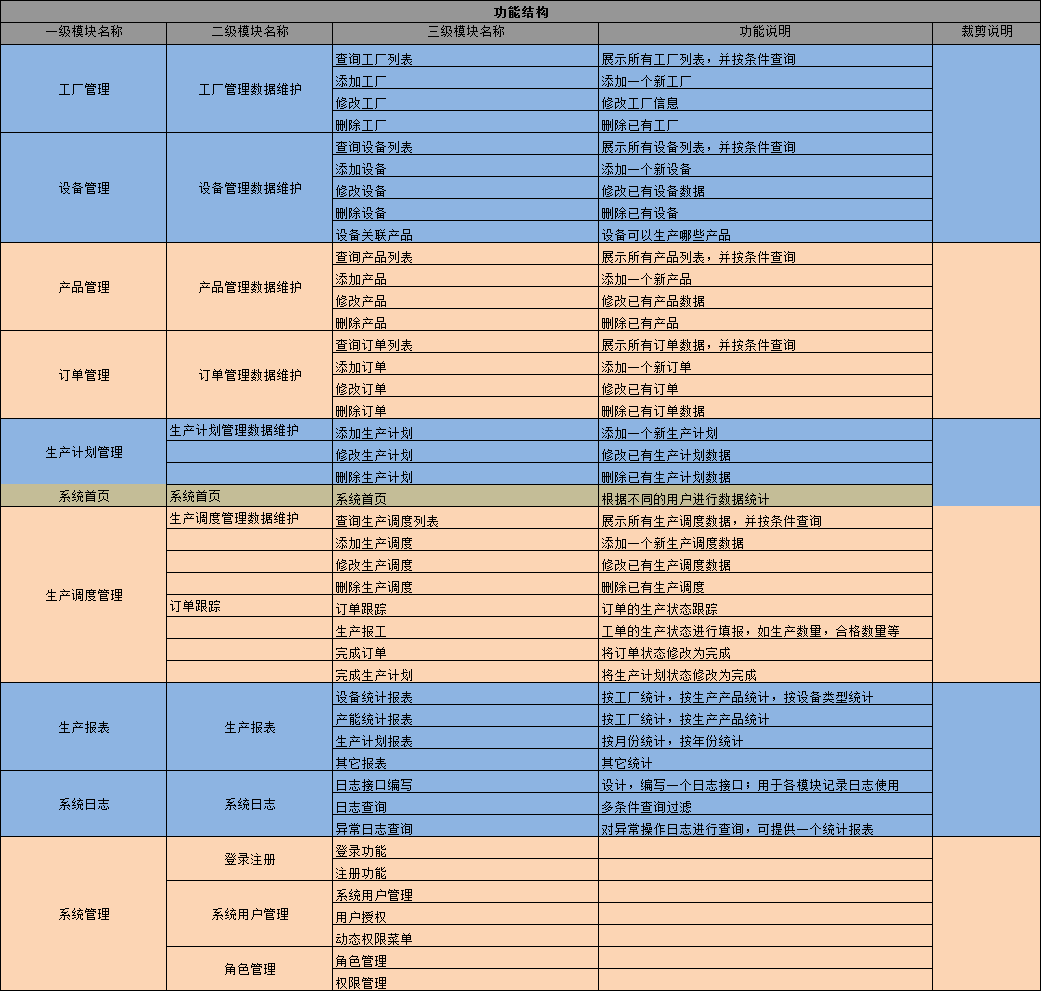 功能结构
一级模块名称 二级模块名称 三级模块名称 功能说明 裁剪说明
工厂管理 工厂管理数据维护 查询工厂列表 展示所有工厂列表，并按条件查询
添加工厂 添加一个新工厂
修改工厂 修改工厂信息
删除工厂 删除已有工厂
设备管理 设备管理数据维护 查询设备列表 展示所有设备列表，并按条件查询
添加设备 添加一个新设备
修改设备 修改已有设备数据
删除设备 删除已有设备
设备关联产品 设备可以生产哪些产品
产品管理 产品管理数据维护 查询产品列表 展示所有产品列表，并按条件查询
添加产品 添加一个新产品
修改产品 修改已有产品数据
删除产品 删除已有产品
订单管理 订单管理数据维护 查询订单列表 展示所有订单数据，并按条件查询
添加订单 添加一个新订单
修改订单 修改已有订单
删除订单 删除已有订单数据
生产计划管理 生产计划管理数据维护 添加生产计划 添加一个新生产计划
修改生产计划 修改已有生产计划数据
删除生产计划 删除已有生产计划数据
系统首页 系统首页 系统首页 根据不同的用户进行数据统计
生产调度管理 生产调度管理数据维护 查询生产调度列表 展示所有生产调度数据，并按条件查询
添加生产调度 添加一个新生产调度数据
修改生产调度 修改已有生产调度数据
删除生产调度 删除已有生产调度
订单跟踪 订单跟踪 订单的生产状态跟踪
生产报工 工单的生产状态进行填报，如生产数量，合格数量等
完成订单 将订单状态修改为完成
完成生产计划 将生产计划状态修改为完成
生产报表 生产报表 设备统计报表 按工厂统计，按生产产品统计，按设备类型统计
产能统计报表 按工厂统计，按生产产品统计
生产计划报表 按月份统计，按年份统计
其它报表 其它统计
系统日志 系统日志 日志接口编写 设计，编写一个日志接口；用于各模块记录日志使用
日志查询 多条件查询过滤
异常日志查询 对异常操作日志进行查询，可提供一个统计报表
系统管理 登录注册 登录功能
注册功能
系统用户管理 系统用户管理
用户授权
动态权限菜单
角色管理 角色管理
权限管理